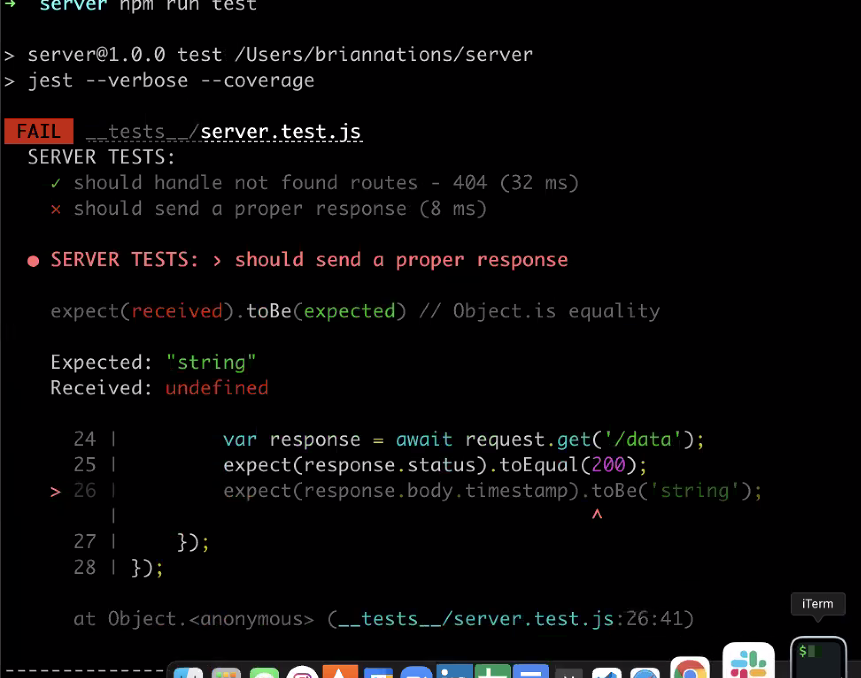 → server npm run test
> server@1.0.0 test /Users/briannations/server
> jest --verbose --coverage
FAIL __tests__/server.test.js
SERVER TESTS:
✓ should handle not found routes - 404 (32 ms)
✕ should send a proper response (8 ms)
● SERVER TESTS: › should send a proper response
expect(received).toBe(expected) // Object.is equality
Expected: "string"
Received: undefined
24 | var response = await request.get('/data');
25 | expect(response.status).toEqual(200);
> 26 | expect(response.body.timestamp).toBe('string');
| ^
27 | });
28 | });
at Object.<anonymous> (__tests__/server.test.js:26:41)
iTerm
$
--------------